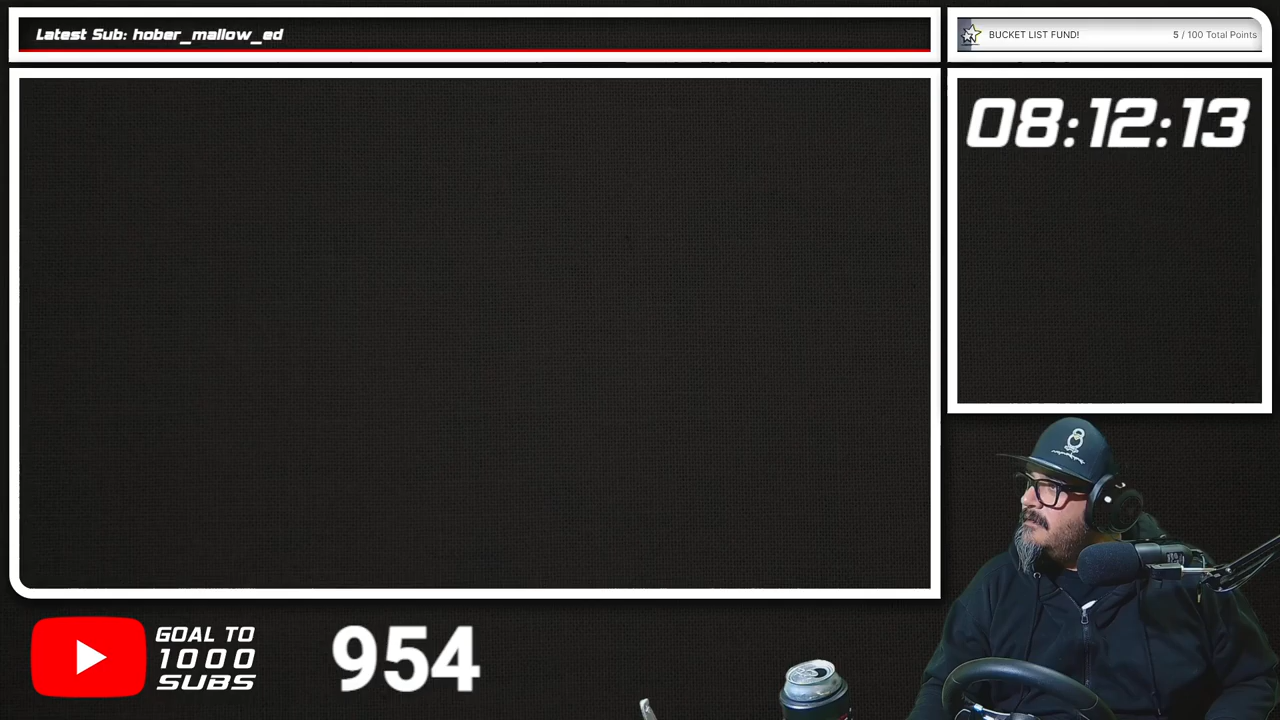 Latest Sub: hober_mallow_ed
BUCKET LIST FUND!
5 / 100 Total Points
08:12:13
GOAL TO
1000
SUBS
954